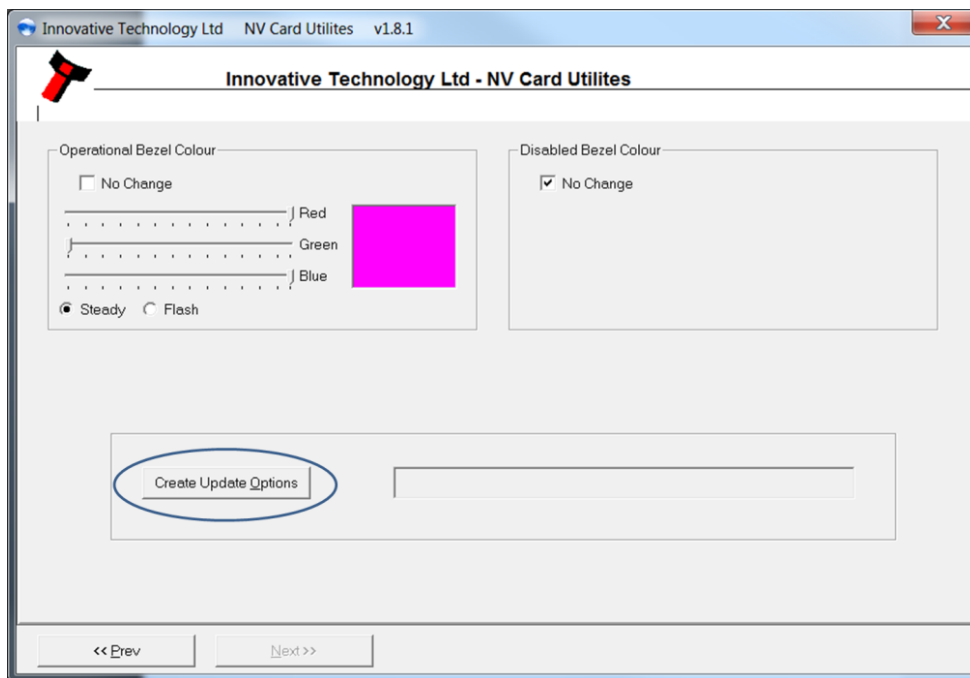 Innovative Technology Ltd NV Card Utilites v1.8.1
Innovative Technology Ltd - NV Card Utilites
Operational Bezel Colour
No Change
Red
Green
Blue
Steady Flash
Disabled Bezel Colour
No Change
Create Update Options
<< Prev Next >>